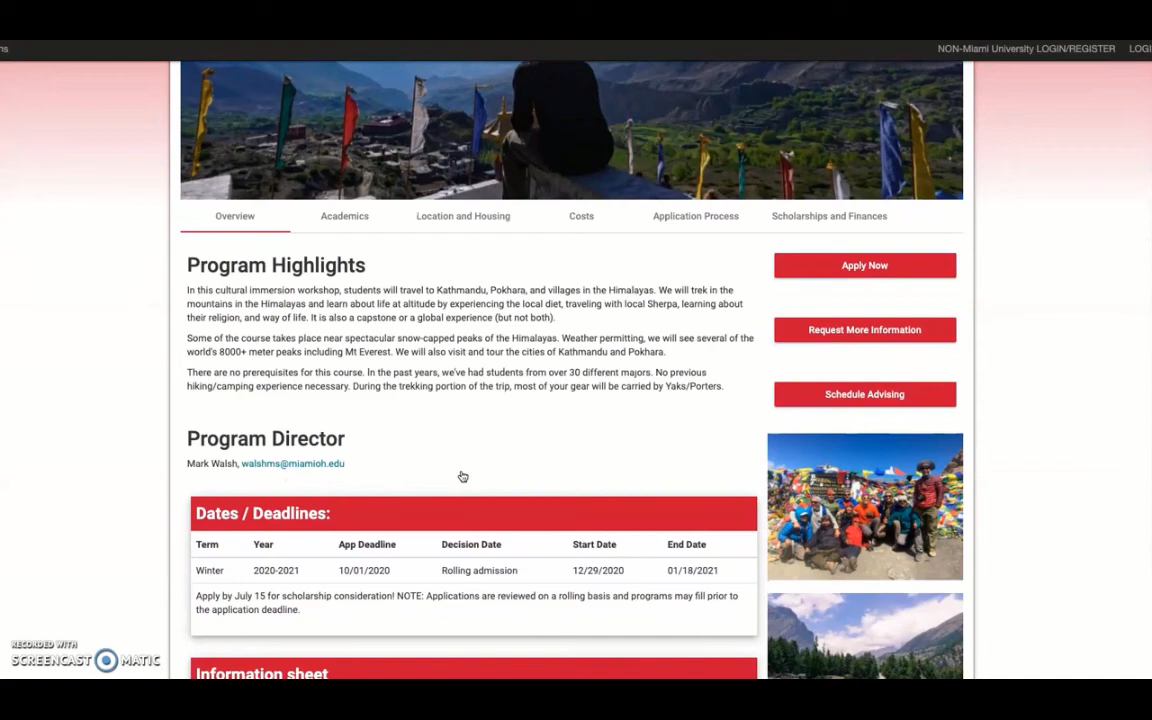 ns
NON-Miami University LOGIN/REGISTER
LOGI
Overview
Academics
Location and Housing
Costs
Application Process
Scholarships and Finances
Program Highlights
In this cultural immersion workshop, students will travel to Kathmandu, Pokhara, and villages in the Himalayas. We will trek in the
mountains in the Himalayas and learn about life at altitude by experiencing the local diet, traveling with local Sherpa, learning about
their religion, and way of life. It is also a capstone or a global experience (but not both).
Some of the course takes place near spectacular snow-capped peaks of the Himalayas. Weather permitting, we will see several of the
world's 8000+ meter peaks including Mt Everest. We will also visit and tour the cities of Kathmandu and Pokhara.
There are no prerequisites for this course. In the past years, we've had students from over 30 different majors. No previous
hiking/camping experience necessary. During the trekking portion of the trip, most of your gear will be carried by Yaks/Porters.
Apply Now
Request More Information
Schedule Advising
Program Director
Mark Walsh, walshms@miamioh.edu
Dates / Deadlines:
Term Year App Deadline Decision Date Start Date End Date
Winter 2020-2021 10/01/2020 Rolling admission 12/29/2020 01/18/2021
Apply by July 15 for scholarship consideration! NOTE: Applications are reviewed on a rolling basis and programs may fill prior to
the application deadline.
Information sheet
RECORDED WITH
SCREENCAST MATIC